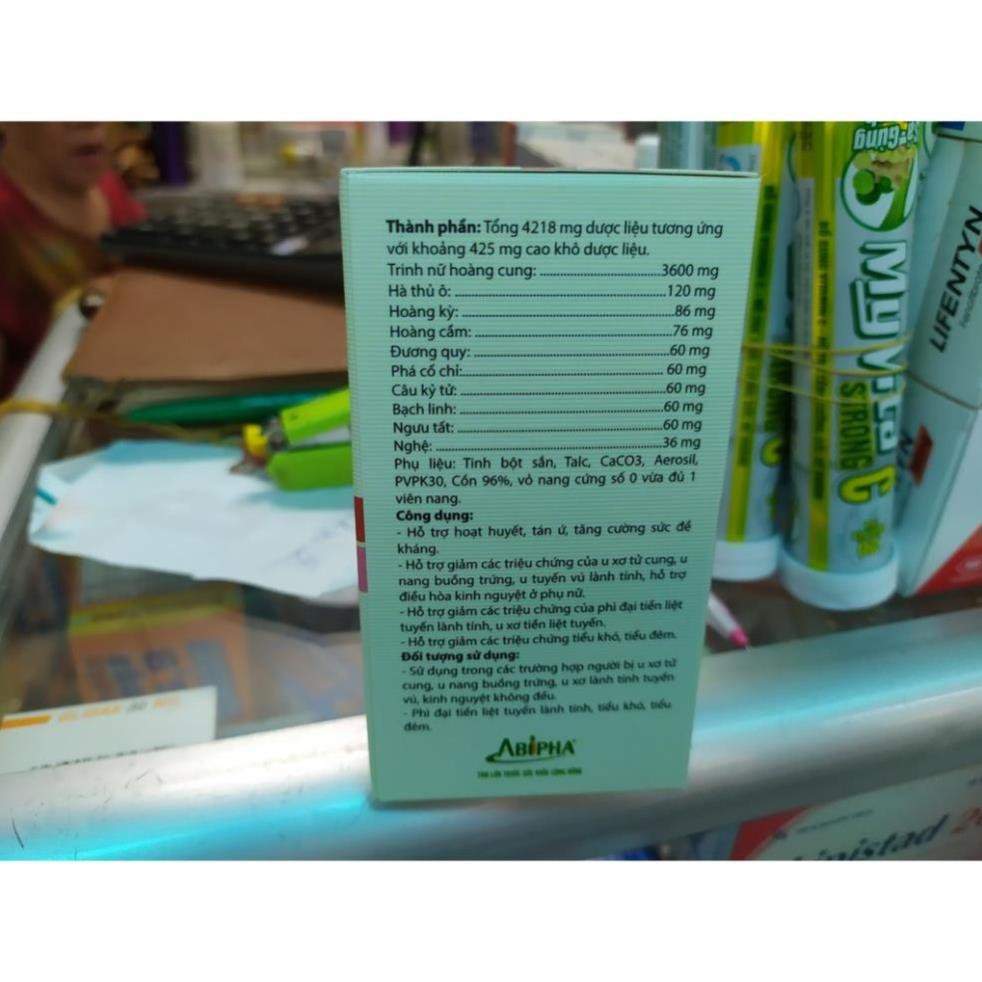 Thành phần: Tổng 4218 mg dược liệu tương ứng
với khoảng 425 mg cao khô dược liệu.
Trinh nữ hoàng cung: 3600 mg
Hà thủ ô: 120 mg
Hoàng kỳ: 86 mg
Hoàng cầm: 76 mg
Đương quy: 60 mg
Phá cố chỉ: 60 mg
Câu kỷ tử: 60 mg
Bạch linh: 60 mg
Ngưu tất: 60 mg
Nghệ: 36 mg
Phụ liệu: Tinh bột sắn, Talc, CaCO3, Aerosil,
PVPK30, Cồn 96%, vỏ nang cứng số 0 vừa đủ 1
viên nang.
Công dụng:
- Hỗ trợ hoạt huyết, tán ứ, tăng cường sức đề
kháng.
- Hỗ trợ giảm các triệu chứng của u xơ tử cung, u
nang buồng trứng, u tuyến vú lành tính, hỗ trợ
điều hòa kinh nguyệt ở phụ nữ.
- Hỗ trợ giảm các triệu chứng của phì đại tiền liệt
tuyến lành tính, u xơ tiền liệt tuyến.
- Hỗ trợ giảm các triệu chứng tiểu khó, tiểu đêm.
Đối tượng sử dụng:
- Sử dụng trong các trường hợp người bị u xơ tử
cung, u nang buồng trứng, u xơ lành tính tuyến
vú, kinh nguyệt không đều.
- Phì đại tiền liệt tuyến lành tính, tiểu khó, tiểu
đêm.
ABIPHA
MyVita
STRONG C
LIFENTYN